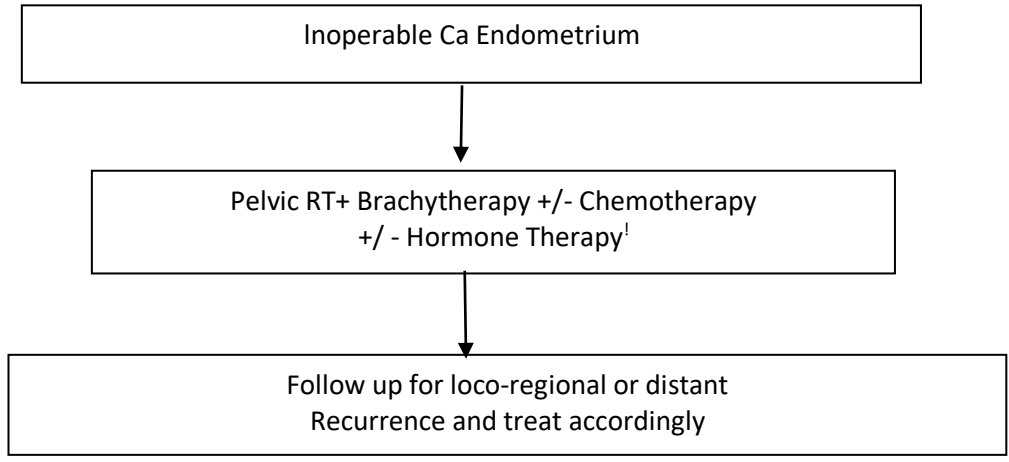 Inoperable Ca Endometrium
Pelvic RT+ Brachytherapy +/- Chemotherapy
+/ - Hormone Therapy!
Follow up for loco-regional or distant
Recurrence and treat accordingly